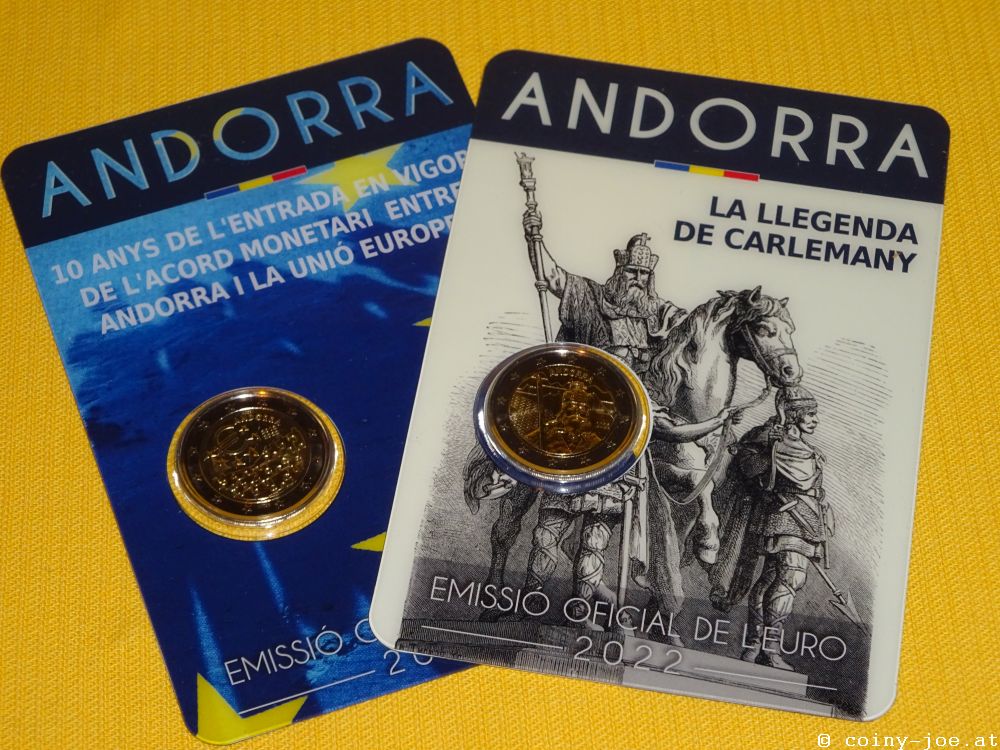 ANDORRA
10 ANYS DE L'ENTRADA EN VIGOR
DE L'ACORD MONETARI ENTRE
ANDORRA I LA UNIÓ EUROPE
EMISSIÓ O
20
ANDORRA
LA LLEGENDA
DE CARLEMANY
EMISSIÓ OFICIAL DE L'EURO
2022
© coiny-joe.at